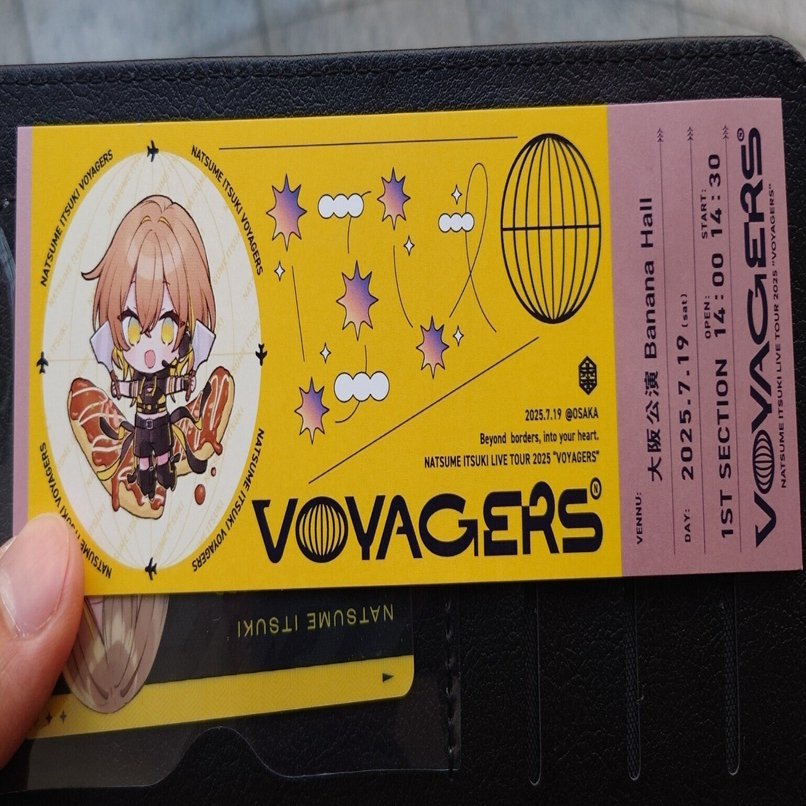 NATSUME ITSUKI VOYAGERS
NATSUME ITSUKI VOYAGERS
NATSUME ITSUKI VOYAGERS
NATSUME ITSUKI VOYAGERS
2025.7.19 @OSAKA
Beyond borders, into your heart.
NATSUME ITSUKI LIVE TOUR 2025 "VOYAGERS"
VOYAGERS
VENNU: 大阪公演 Banana Hall
DAY: 2025.7.19 (sat)
1ST SECTION OPEN: 14:00 START: 14:30
VOYAGERS
NATSUME ITSUKI LIVE TOUR 2025 "VOYAGERS"
NATSUME ITSUKI